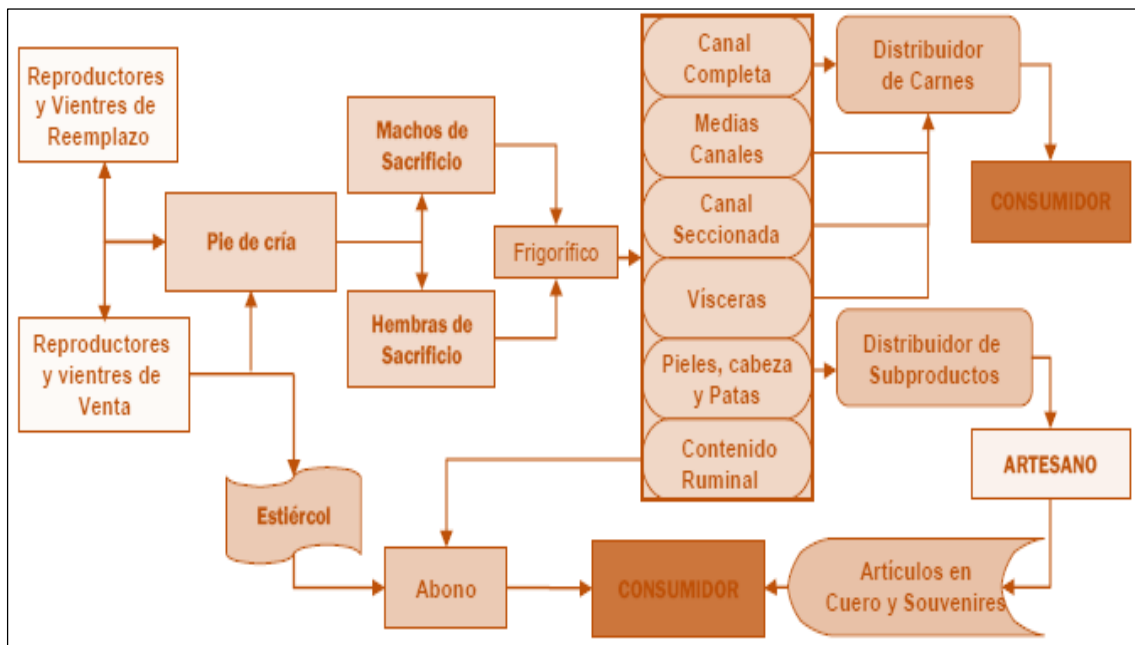 Reproductores
y Vientres de
Reemplazo
Machos de
Sacrificio
Pie de cría
Hembras de
Sacrificio
Reproductores
y vientres de
Venta
Frigorífico
Canal
Completa
Medias
Canales
Canal
Seccionada
Vísceras
Pieles, cabeza
y Patas
Contenido
Ruminal
Distribuidor
de Carnes
CONSUMIDOR
Distribuidor de
Subproductos
ARTESANO
Estiércol
Abono
CONSUMIDOR
Artículos en
Cuero y Souvenires